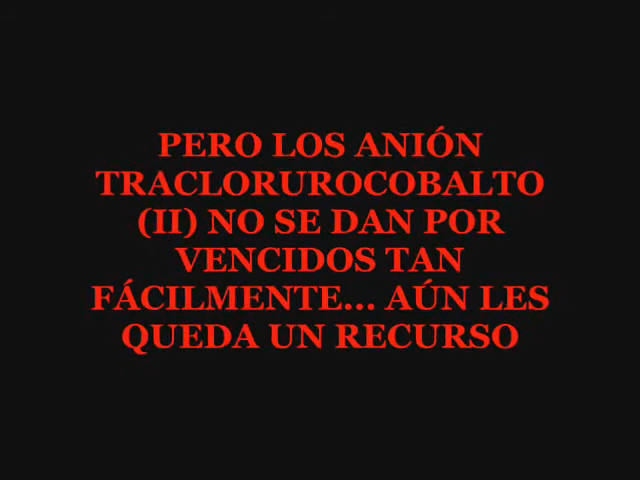 PERO LOS ANIÓN
TRACLORUROCOBALTO
(II) NO SE DAN POR
VENCIDOS TAN
FÁCILMENTE... AÚN LES
QUEDA UN RECURSO